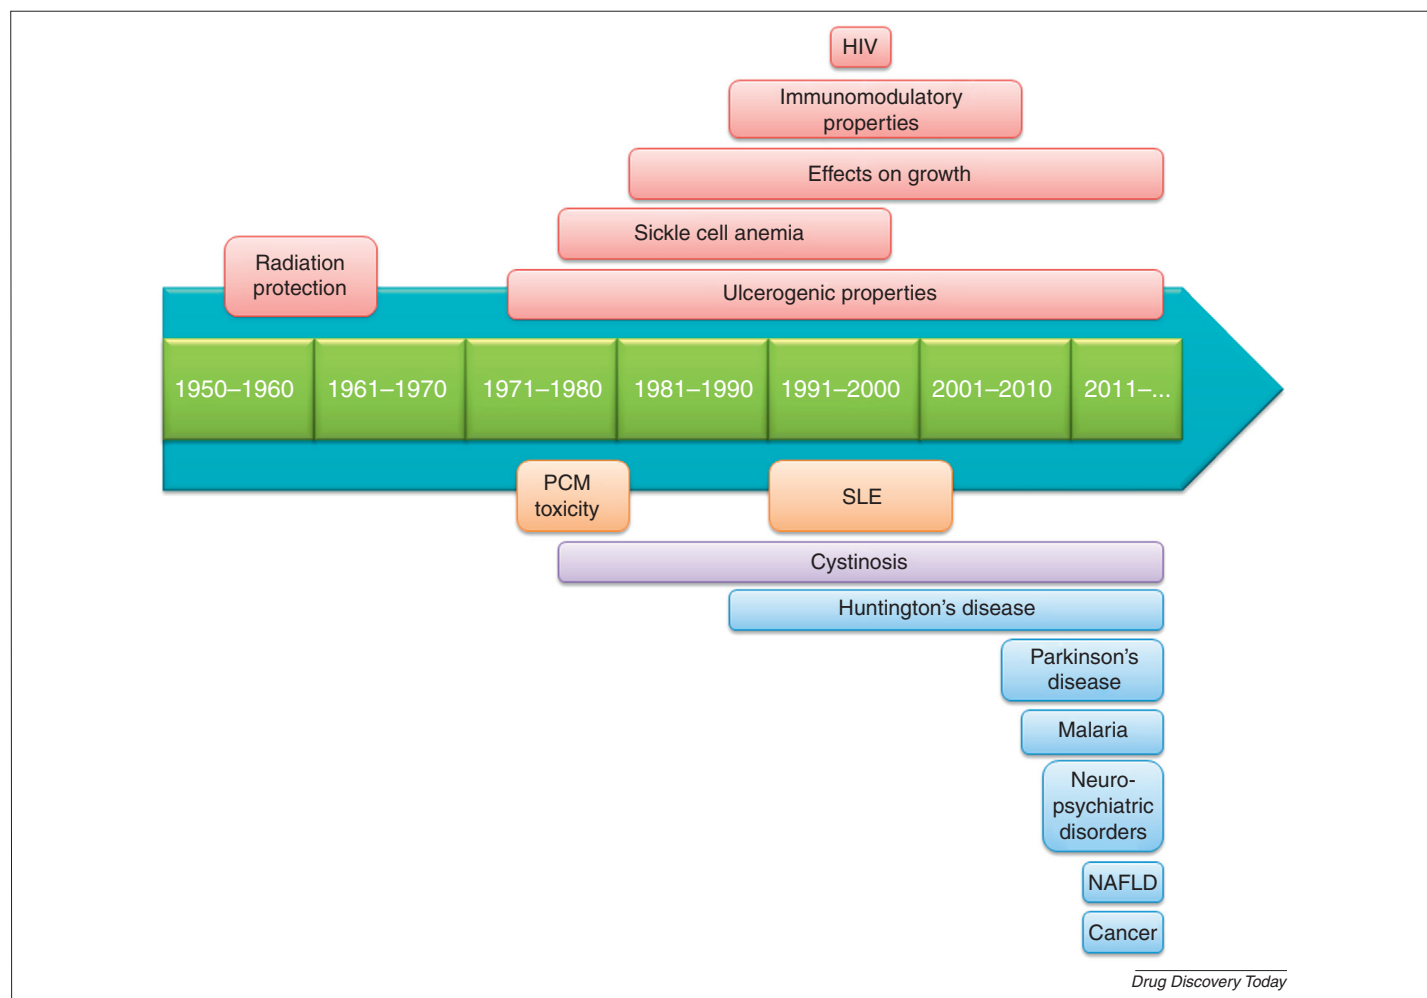 HIV
Immunomodulatory
properties
Effects on growth
Sickle cell anemia
Radiation
protection
Ulcerogenic properties
1950–1960
1961–1970
1971–1980
1981–1990
1991–2000
2001–2010
2011–...
PCM
toxicity
SLE
Cystinosis
Huntington’s disease
Parkinson’s
disease
Malaria
Neuro-
psychiatric
disorders
NAFLD
Cancer
Drug Discovery Today